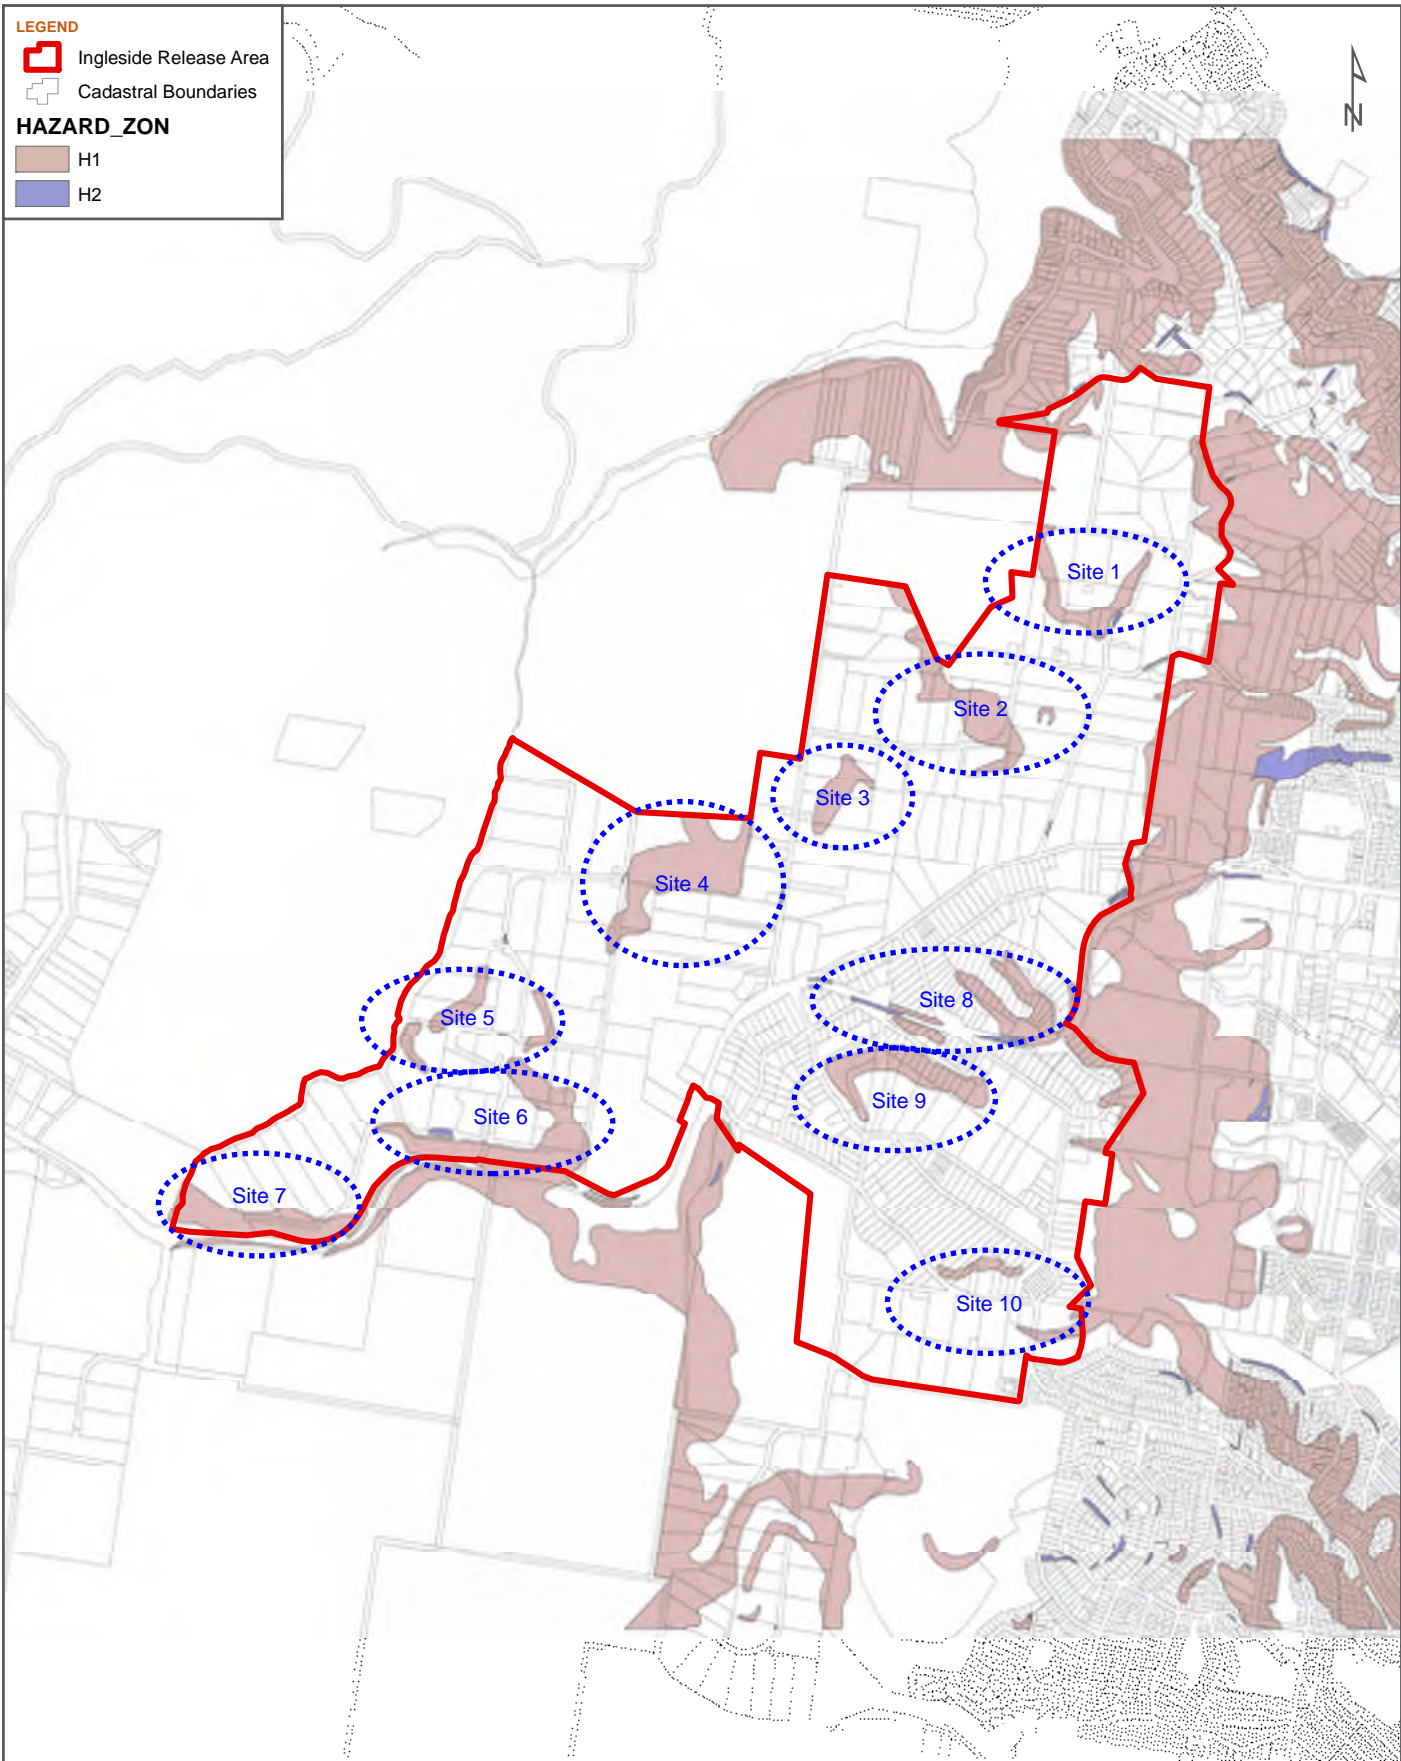 LEGEND
Ingleside Release Area
Cadastral Boundaries
HAZARD_ZON
H1
H2
N
Site 1
Site 2
Site 3
Site 4
Site 8
Site 5
Site 9
Site 6
Site 7
Site 10